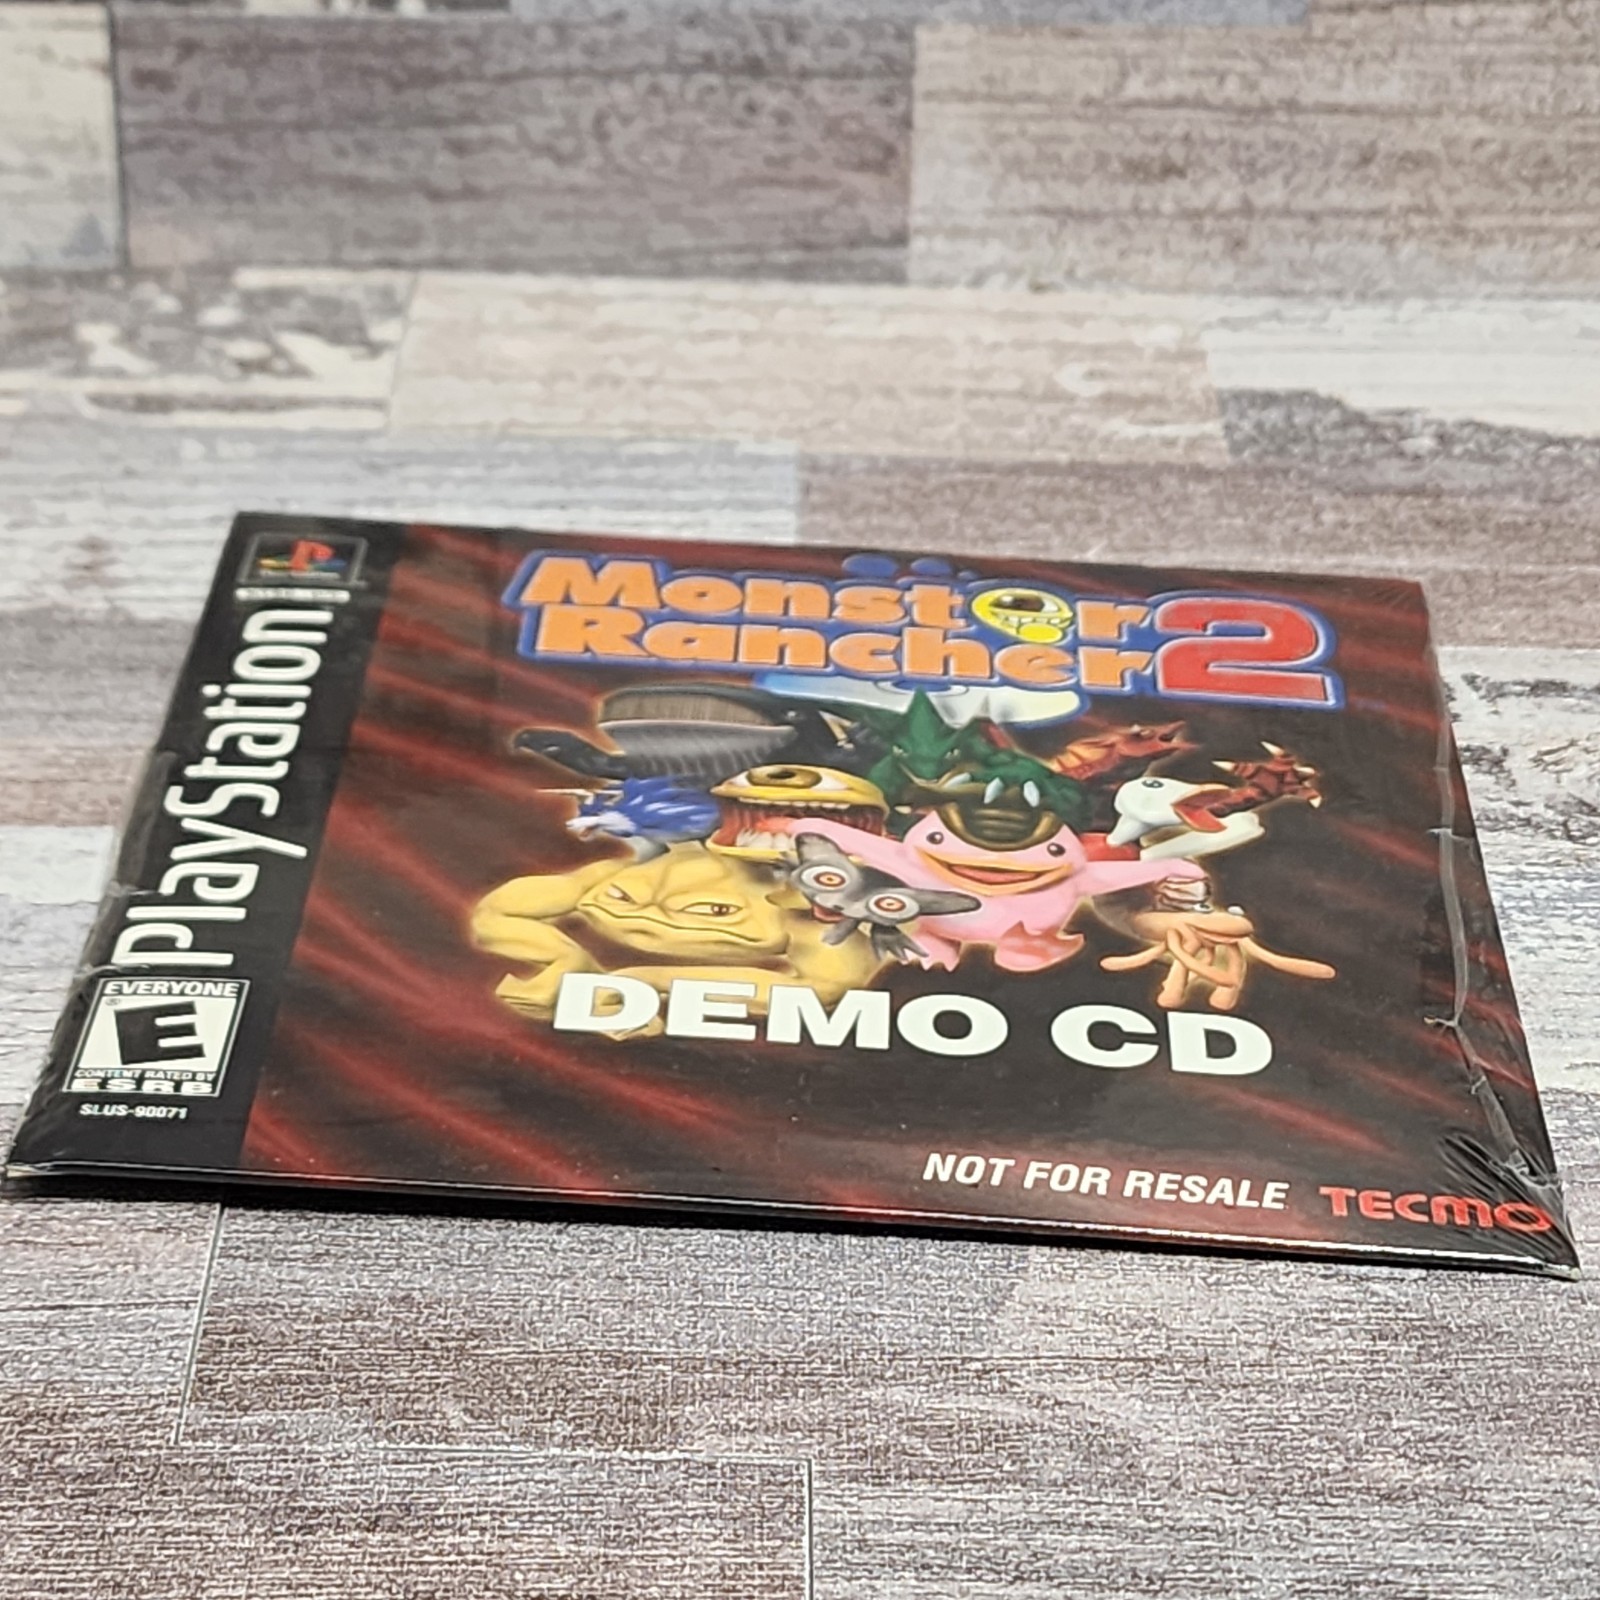 PlayStation
Monster
Rancher 2
DEMO CD
EVERYONE
E
CONTENT RATED BY
ESRB
SLUS-90071
NOT FOR RESALE
TECMO